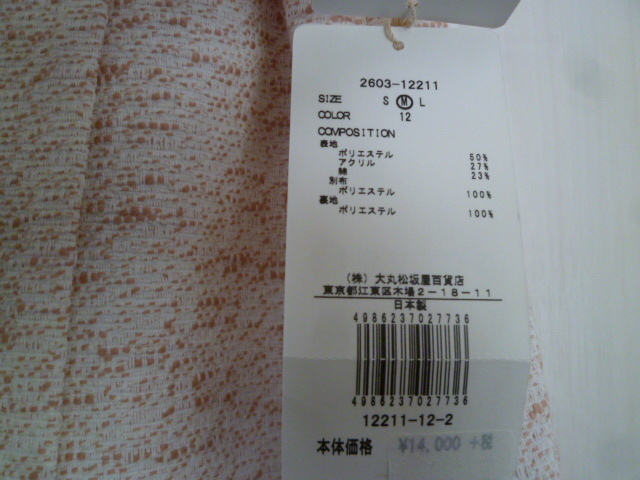 2603-12211
SIZE S M L
COLOR 12
COMPOSITION
表地
ポリエステル 50%
アクリル 27%
綿 23%
別布
ポリエステル 100%
裏地
ポリエステル 100%
(株) 大丸松坂屋百貨店
東京都江東区木場2-18-11
日本製
4986237027736
4986237027736
12211-12-2
本体価格 ¥14,000 +税